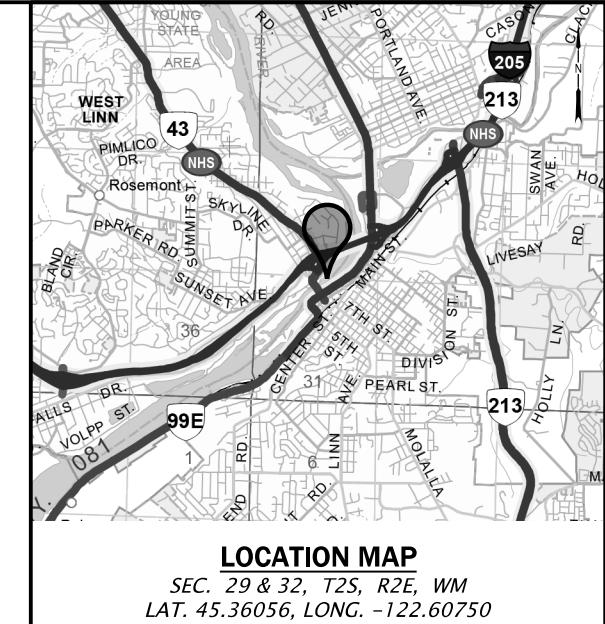 YOUNG
STATE
AREA
RD.
RIVER
PORTLAND AVE
CASON
205
213
NHS
N
WEST
LINN
43
NHS
PIMLICO
DR.
Rosemont
SUMMIT ST.
SKYLINE
DR.
PARKER RD.
SUNSET AVE
BLAND
CIR.
SWAN
AVE.
LIVESAY
RD.
MAIN ST.
7TH ST.
5TH
ST.
CENTER ST.
DIVISION ST.
PEARL ST.
36
31
HOLLY
LN.
213
DR.
VOLPP ST.
99E
081
1
6
RD.
LINN
AVE.
MOLALLA
RD.
LOCATION MAP
SEC. 29 & 32, T2S, R2E, WM
LAT. 45.36056, LONG. -122.60750